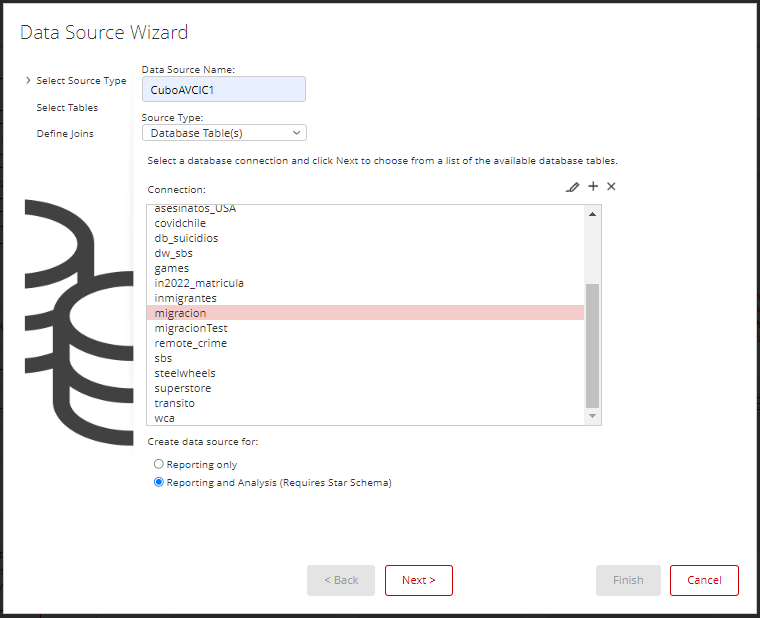 Data Source Wizard
> Select Source Type
Select Tables
Define Joins
Data Source Name:
CuboAVCIC1
Source Type:
Database Table(s)
Select a database connection and click Next to choose from a list of the available database tables.
Connection:
asesinatos_USA
covidchile
db_suicidios
dw_sbs
games
in2022_matricula
inmigrantes
migracion
migracionTest
remote_crime
sbs
steelwheels
superstore
transito
wca
Create data source for:
Reporting only
Reporting and Analysis (Requires Star Schema)
< Back
Next >
Finish
Cancel